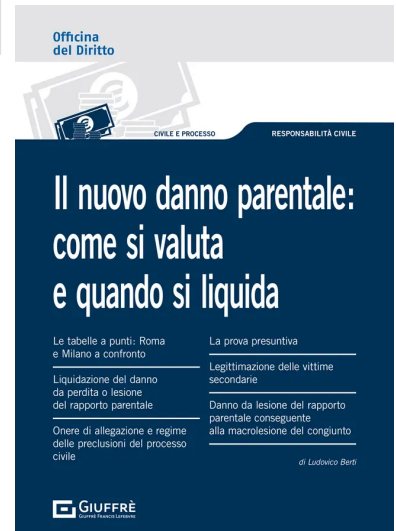 Officina
del Diritto
CIVILE E PROCESSO
RESPONSABILITÀ CIVILE
Il nuovo danno parentale:
come si valuta
e quando si liquida
Le tabelle a punti: Roma
e Milano a confronto
Liquidazione del danno
da perdita o lesione
del rapporto parentale
Onere di allegazione e regime
delle preclusioni del processo
civile
La prova presuntiva
Legittimazione delle vittime
secondarie
Danno da lesione del rapporto
parentale conseguente
alla macrolesione del congiunto
di Ludovico Berti
GIUFFRÈ
GIUFFRÈ FRANCIS LEFEBVRE